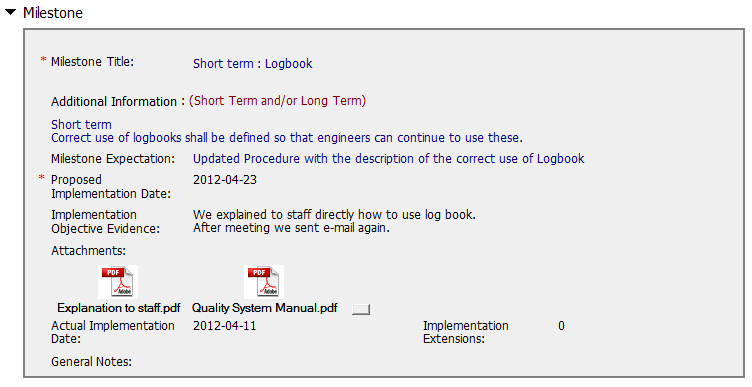 Milestone
* Milestone Title: Short term : Logbook
Additional Information : (Short Term and/or Long Term)
Short term
Correct use of logbooks shall be defined so that engineers can continue to use these.
Milestone Expectation: Updated Procedure with the description of the correct use of Logbook
* Proposed Implementation Date: 2012-04-23
Implementation Objective Evidence: We explained to staff directly how to use log book.
After meeting we sent e-mail again.
Attachments:
PDF Adobe PDF Adobe
Explanation to staff.pdf Quality System Manual.pdf
Actual Implementation Date: 2012-04-11 Implementation Extensions: 0
General Notes: